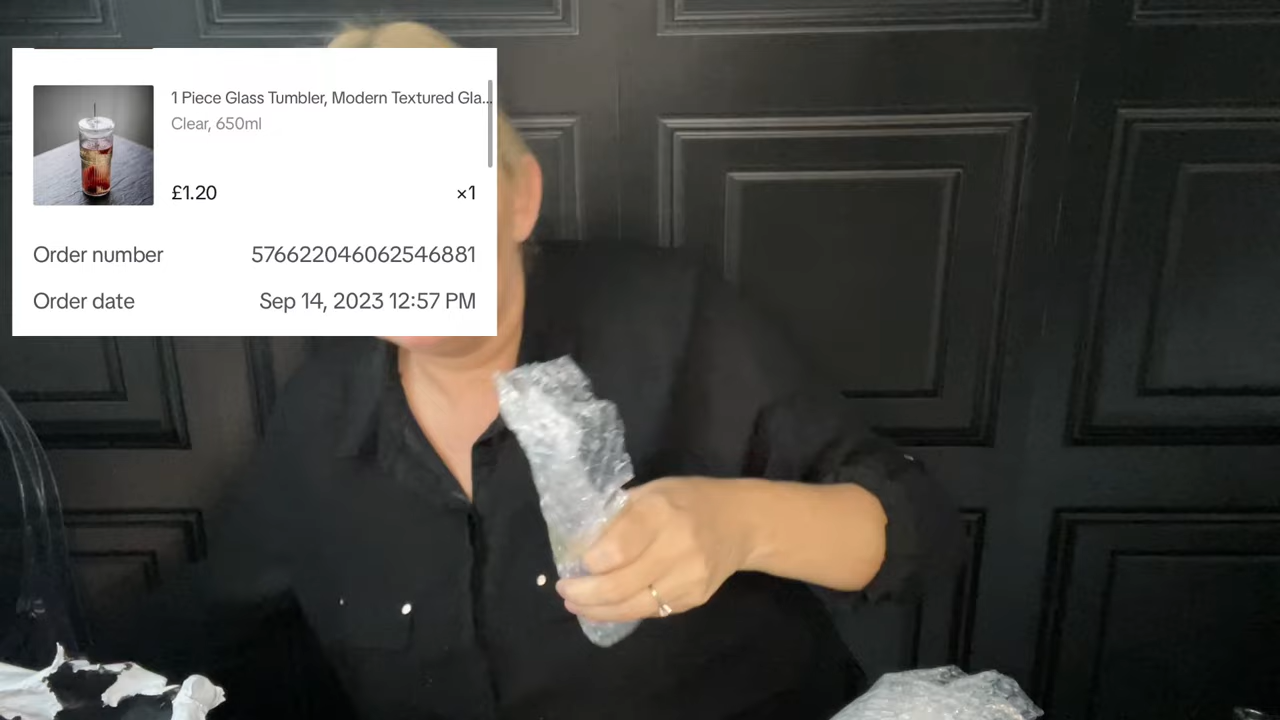 1 Piece Glass Tumbler, Modern Textured Gla...
Clear, 650ml
£1.20 ×1
Order number 576622046062546881
Order date Sep 14, 2023 12:57 PM